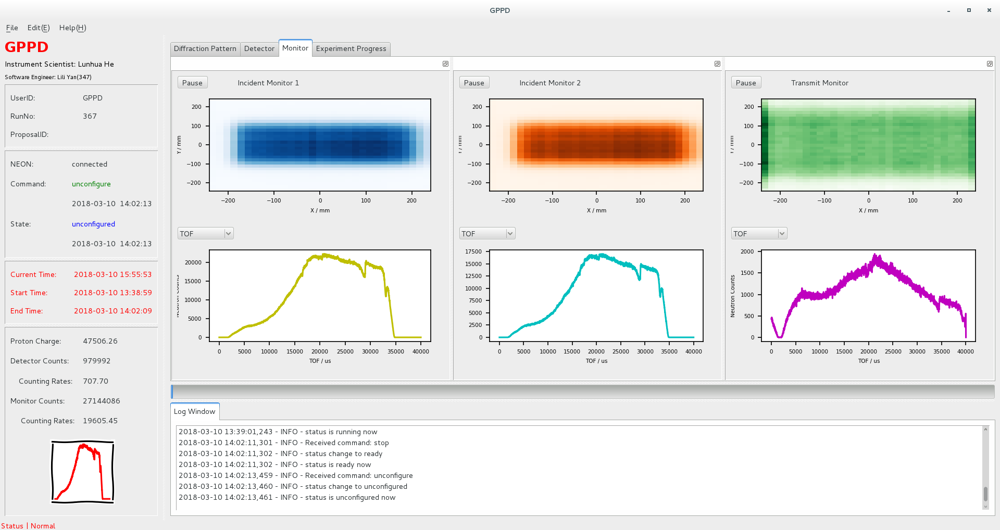 GPPD
File Edit(E) Help(H)
GPPD
Instrument Scientist: Lunhua He
Software Engineer: Lili Yan(347)
UserID: GPPD
RunNo: 367
ProposalID:
NEON: connected
Command: unconfigure
2018-03-10 14:02:13
State: unconfigured
2018-03-10 14:02:13
Current Time: 2018-03-10 15:55:53
Start Time: 2018-03-10 13:38:59
End Time: 2018-03-10 14:02:09
Proton Charge: 47506.26
Detector Counts: 979992
Counting Rates: 707.70
Monitor Counts: 27144086
Counting Rates: 19605.45
Status | Normal
Diffraction Pattern Detector Monitor Experiment Progress
Pause Incident Monitor 1
200
100
0
−100
−200
Y / mm
−200 −100 0 100 200
X / mm
TOF
20000
15000
10000
5000
0
Neutron Counts
0 5000 10000 15000 20000 25000 30000 35000 40000
TOF / us
Pause Incident Monitor 2
200
100
0
−100
−200
Y / mm
−200 −100 0 100 200
X / mm
TOF
17500
15000
12500
10000
7500
5000
2500
0
0 5000 10000 15000 20000 25000 30000 35000 40000
TOF / us
Pause Transmit Monitor
200
100
0
−100
−200
Y / mm
−200 −100 0 100 200
X / mm
TOF
2000
1500
1000
500
0
Neutron Counts
0 5000 10000 15000 20000 25000 30000 35000 40000
TOF / us
Log Window
2018-03-10 13:39:01,243 - INFO - status is running now
2018-03-10 14:02:11,301 - INFO - Received command: stop
2018-03-10 14:02:11,302 - INFO - status change to ready
2018-03-10 14:02:11,302 - INFO - status is ready now
2018-03-10 14:02:13,459 - INFO - Received command: unconfigure
2018-03-10 14:02:13,460 - INFO - status change to unconfigured
2018-03-10 14:02:13,461 - INFO - status is unconfigured now